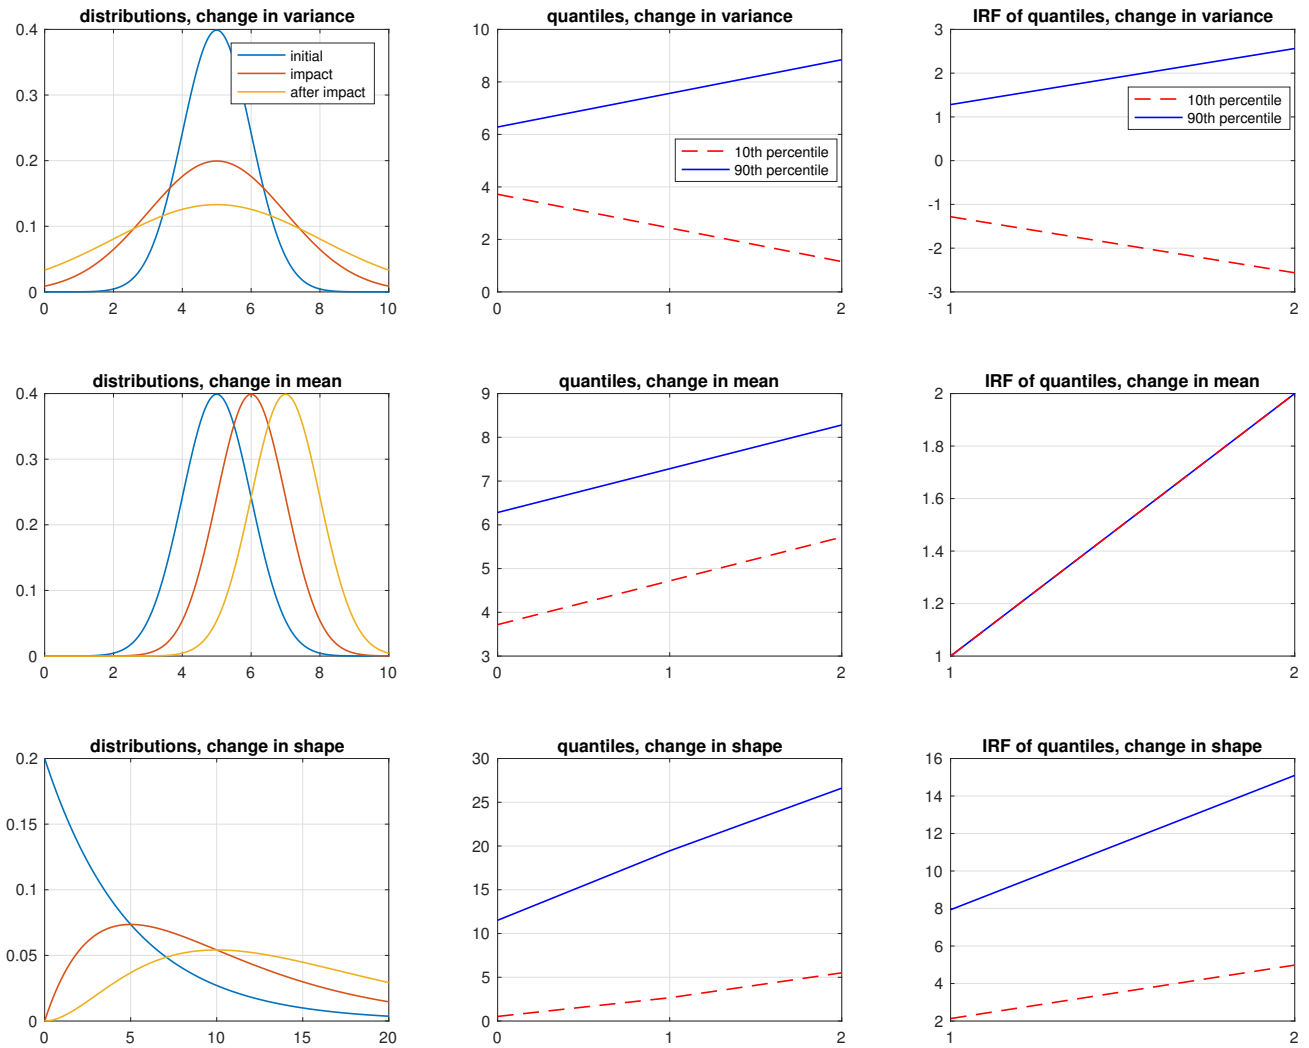 distributions, change in variance
0.4
0.3
0.2
0.1
0
0 2 4 6 8 10
initial
impact
after impact
quantiles, change in variance
10
8
6
4
2
0
0 1 2
10th percentile
90th percentile
IRF of quantiles, change in variance
3
2
1
0
-1
-2
-3
1 2
10th percentile
90th percentile
distributions, change in mean
0.4
0.3
0.2
0.1
0
0 2 4 6 8 10
quantiles, change in mean
9
8
7
6
5
4
3
0 1 2
IRF of quantiles, change in mean
2
1.8
1.6
1.4
1.2
1
1 2
distributions, change in shape
0.2
0.15
0.1
0.05
0
0 5 10 15 20
quantiles, change in shape
30
25
20
15
10
5
0
0 1 2
IRF of quantiles, change in shape
16
14
12
10
8
6
4
2
1 2